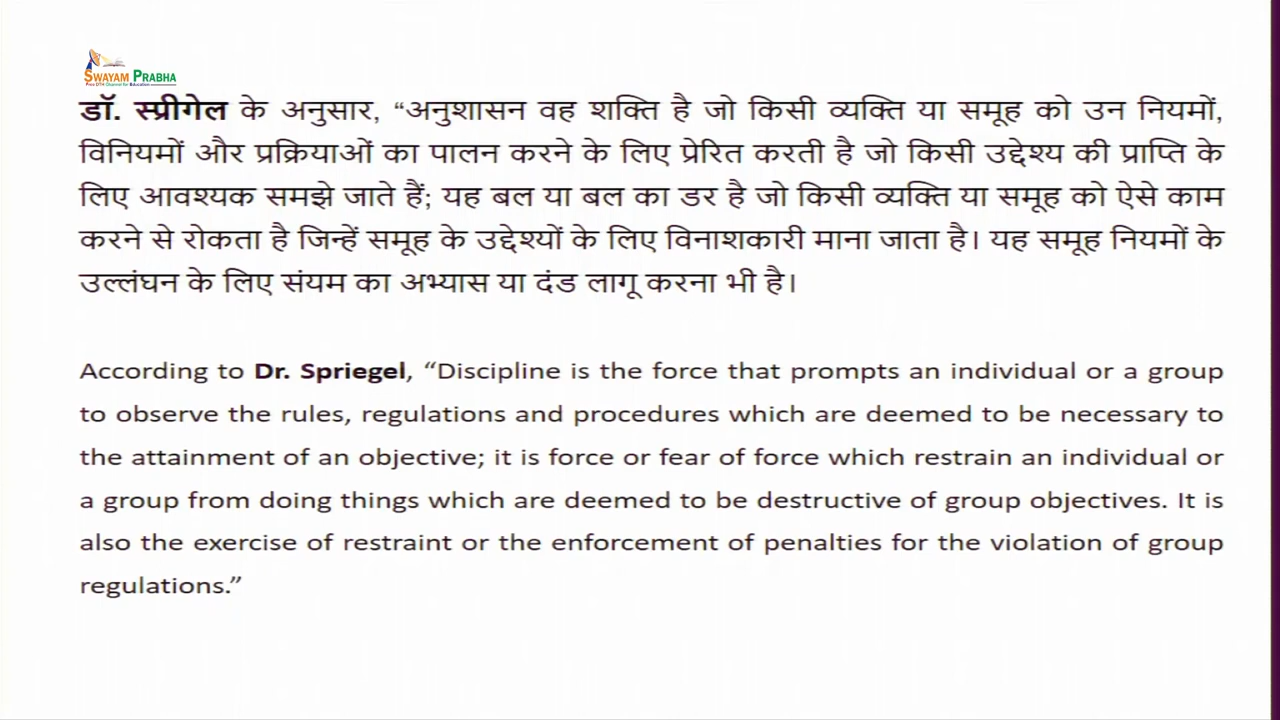 SWAYAM PRABHA
Free DTH Channel for Education
डॉ. स्प्रीगेल के अनुसार, “अनुशासन वह शक्ति है जो किसी व्यक्ति या समूह को उन नियमों,
विनियमों और प्रक्रियाओं का पालन करने के लिए प्रेरित करती है जो किसी उद्देश्य की प्राप्ति के
लिए आवश्यक समझे जाते हैं; यह बल या बल का डर है जो किसी व्यक्ति या समूह को ऐसे काम
करने से रोकता है जिन्हें समूह के उद्देश्यों के लिए विनाशकारी माना जाता है। यह समूह नियमों के
उल्लंघन के लिए संयम का अभ्यास या दंड लागू करना भी है।
According to Dr. Spriegel, “Discipline is the force that prompts an individual or a group
to observe the rules, regulations and procedures which are deemed to be necessary to
the attainment of an objective; it is force or fear of force which restrain an individual or
a group from doing things which are deemed to be destructive of group objectives. It is
also the exercise of restraint or the enforcement of penalties for the violation of group
regulations.”